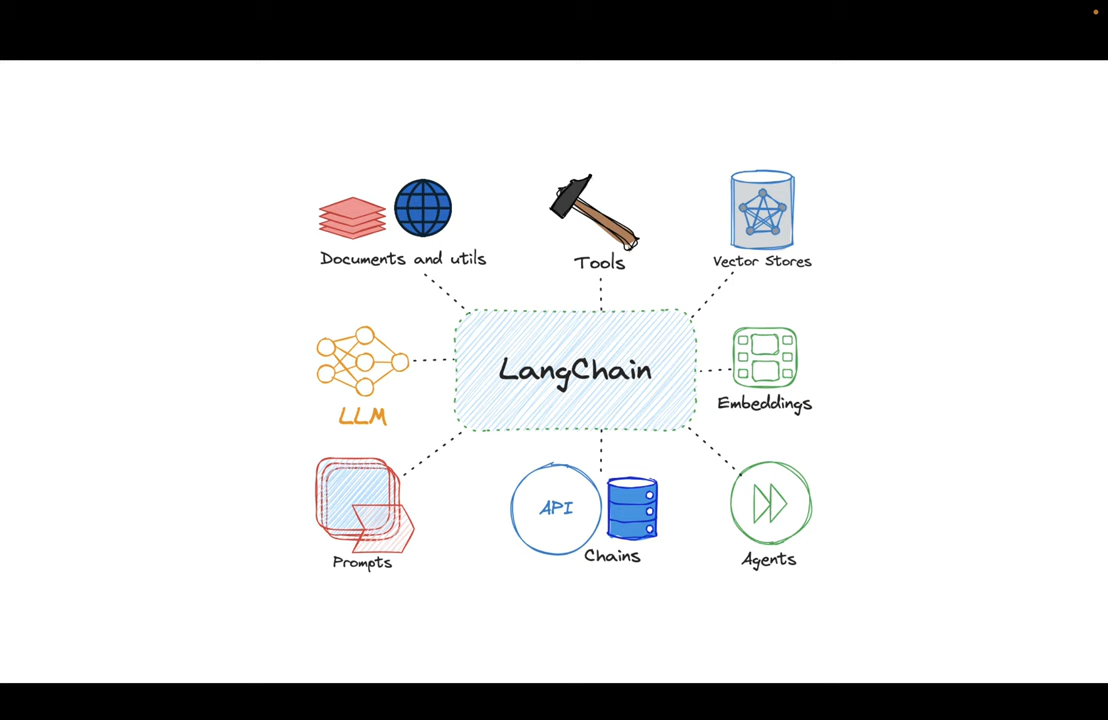 Documents and utils
Tools
Vector Stores
LangChain
LLM
Embeddings
API
Prompts
Chains
Agents